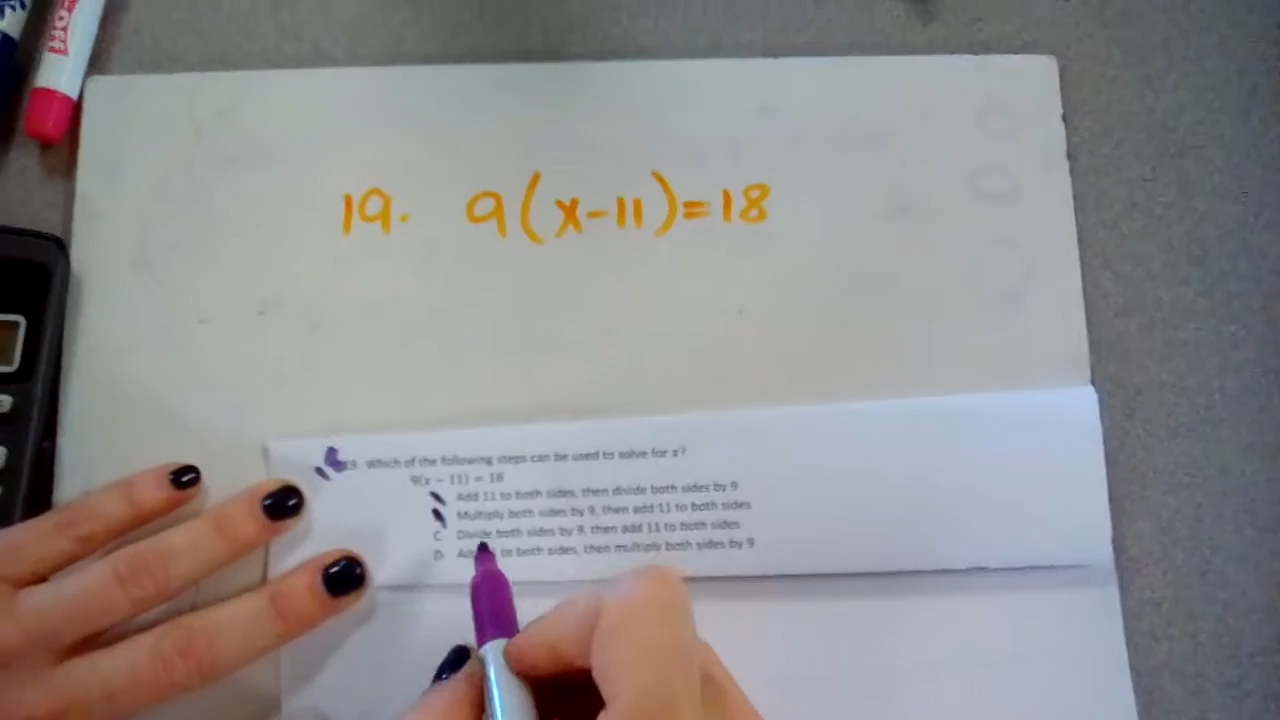 OFF
19. 9(x-11)=18
19. Which of the following steps can be used to solve for x?
9(x − 11) = 18
Add 11 to both sides, then divide both sides by 9
Multiply both sides by 9, then add 11 to both sides
C Divide both sides by 9, then add 11 to both sides
D to both sides, then multiply both sides by 9